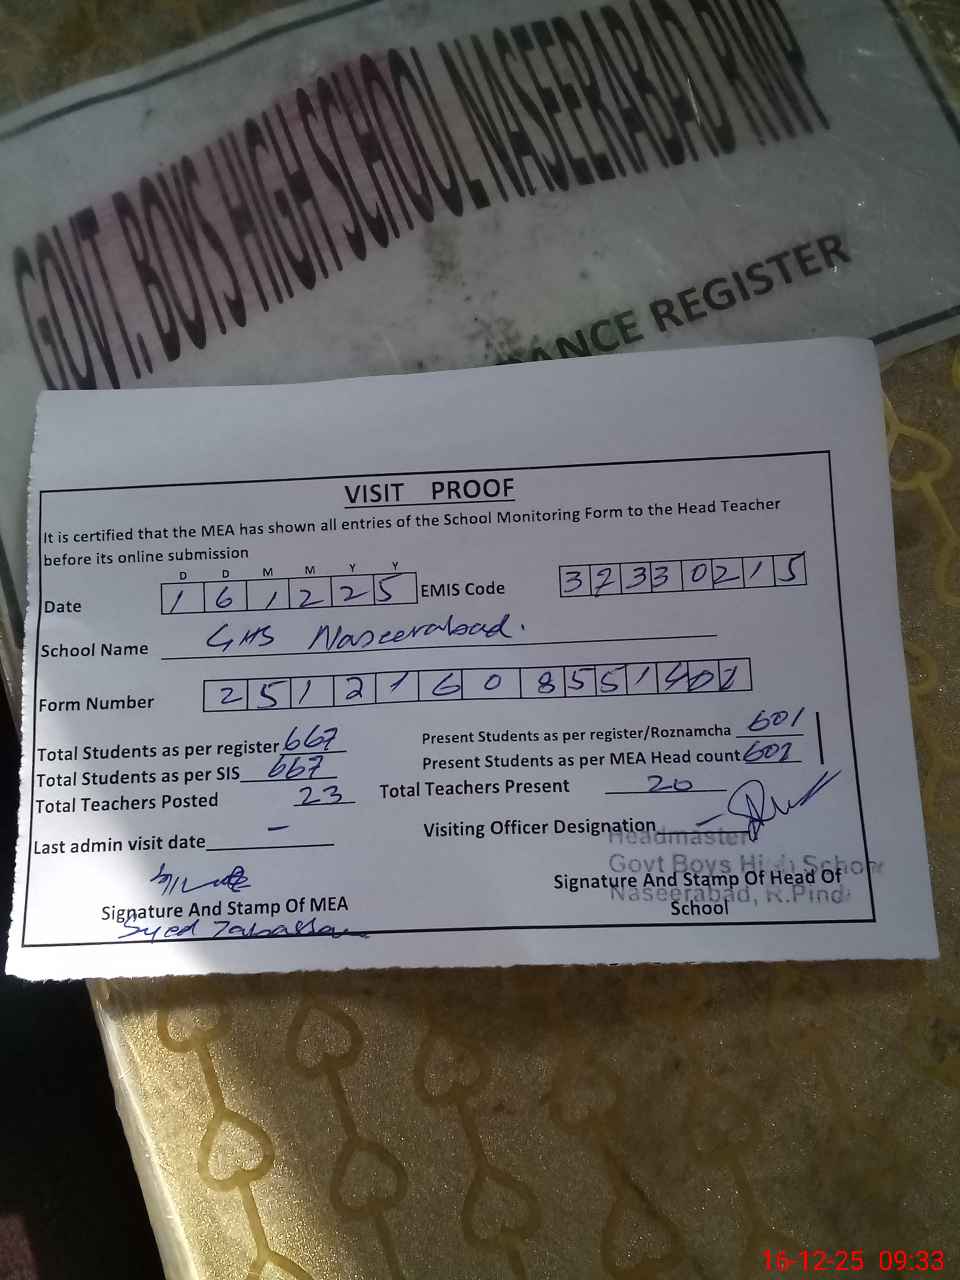 GOVT. BOYS HIGH SCHOOL NASEERABAD RWP
REGISTER
VISIT PROOF
It is certified that the MEA has shown all entries of the School Monitoring Form to the Head Teacher
before its online submission
D D M M Y Y
Date 1 6 1 2 2 5 EMIS Code 3 7 3 3 0 2 1 5
School Name GHS Naseerabad.
Form Number 2 5 1 2 1 6 0 8 5 5 1 4 0 2
Total Students as per register 667 Present Students as per register/Roznamcha 601
Total Students as per SIS 667 Present Students as per MEA Head count 601
Total Teachers Posted 23 Total Teachers Present 20
Last admin visit date – Visiting Officer Designation –
Headmaster
Govt Boys High School
Naseerabad, R.Pindi
Signature And Stamp Of MEA Signature And Stamp Of Head Of
School
Syed
16-12-25 09:33